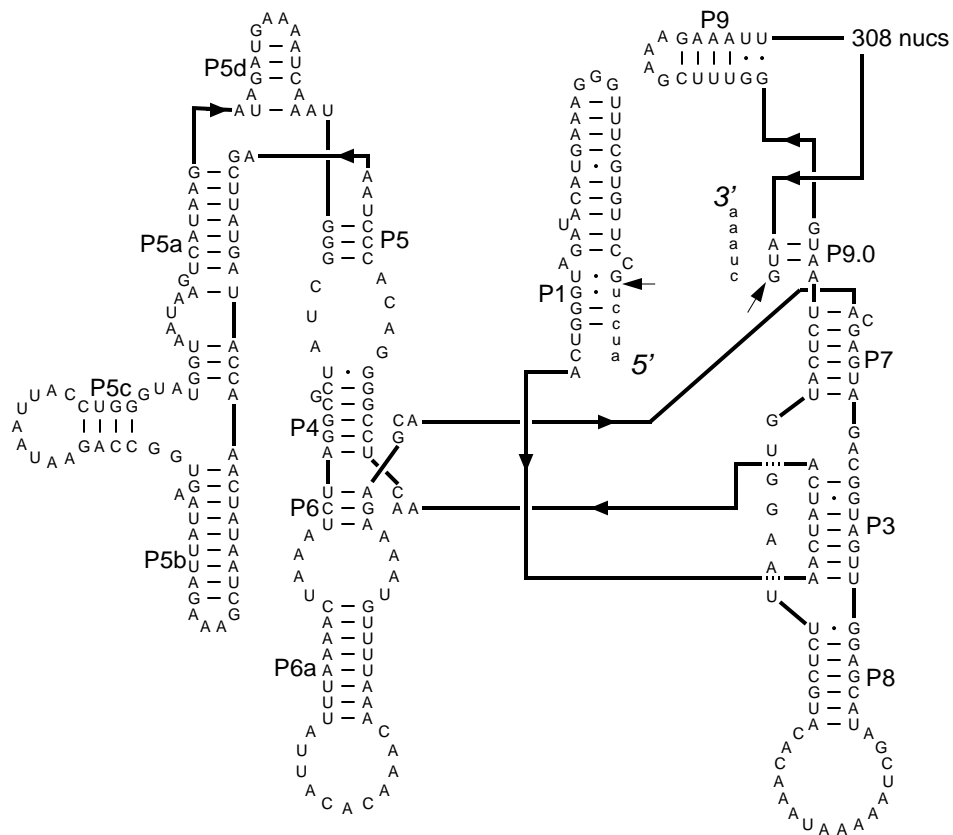 P5d
A U A G A U G A A A A U C A A A U
G A
G A A U A C U G A U A A U G G U
C U U A U G A U A C C A
P5a
P5
A A U C C C
G G G
C U A U
A C A G
P5c
A U G G G U C C A U U A A U A A G A C C G G
P5b
A A C U A U A A U C G A A A G A U U A U A U A G U
P4
U C G C G G A
G G G C C U
C A A
C A G
P6
U C U
A G A
A A A U
A A A U
P6a
C A A A A U U U
G U U U U A A A
A U U A C A C A A A C
P1
G A A A G U A C A U A G A U G G G U C A
G G U U U C G U G U U C C G u c c u a
5’
P9
A A A G A A A U U
G C U U U G G
308 nucs
3’
a a a u c
A U G
G U A A
P9.0
U C U C A U
A C G A G U A
P7
G U G G A A U
G A C G G U A G U U
A C U A U C A A
P3
U C U C G U A
G G A G C A U
P8
C A C A A A U A A A A A U C G A